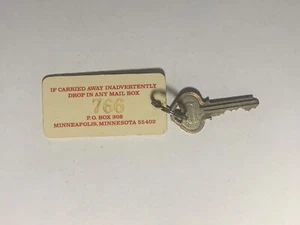 IF CARRIED AWAY INADVERTENTLY
DROP IN ANY MAIL BOX
766
P.O. BOX 308
MINNEAPOLIS, MINNESOTA 55402